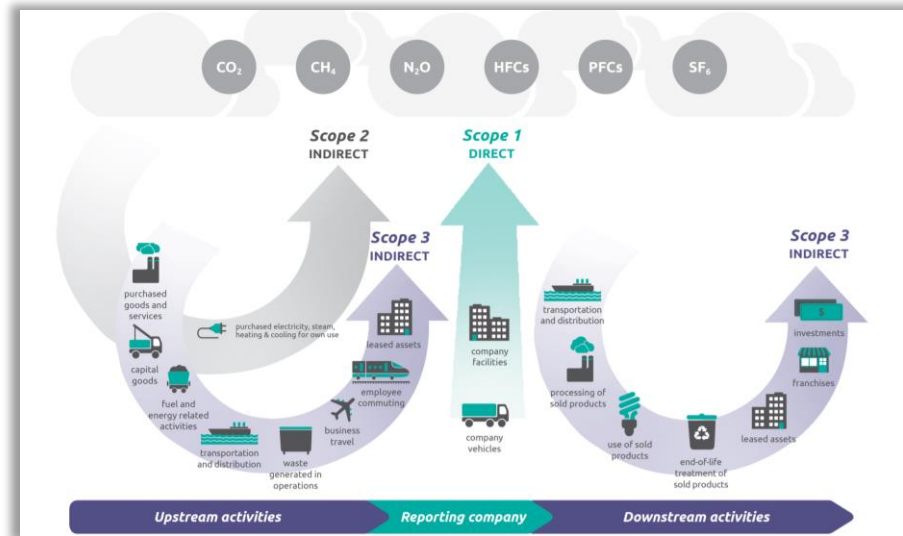 CO₂
CH₄
N₂O
HFCs
PFCs
SF₆
Scope 2
INDIRECT
Scope 1
DIRECT
Scope 3
INDIRECT
Scope 3
INDIRECT
purchased
goods and
services
capital
goods
fuel and
energy related
activities
transportation
and distribution
waste
generated in
operations
business
travel
employee
commuting
leased assets
purchased electricity, steam,
heating & cooling for own use
company
facilities
company
vehicles
transportation
and distribution
processing of
sold products
use of sold
products
end-of-life
treatment of
sold products
leased assets
franchises
$
investments
Upstream activities
Reporting company
Downstream activities